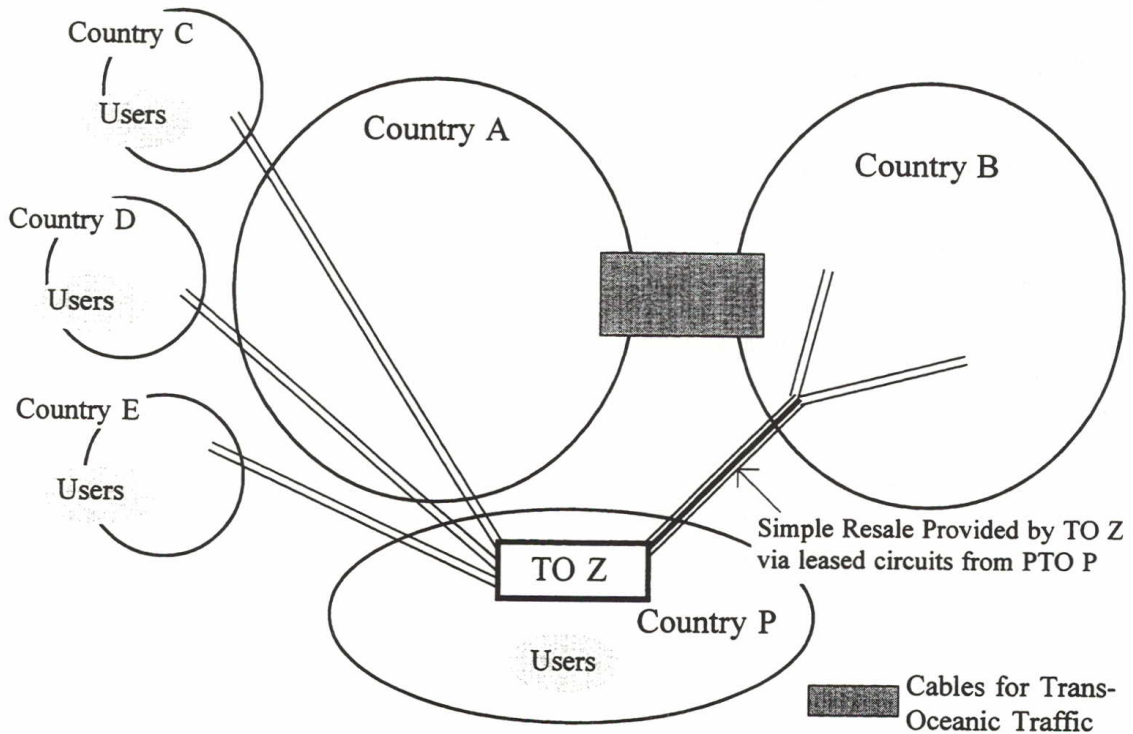 Country C
Users
Country A
Country B
Country D
Users
Country E
Users
Simple Resale Provided by TO Z
via leased circuits from PTO P
TO Z
Country P
Users
Cables for Trans-
Oceanic Traffic